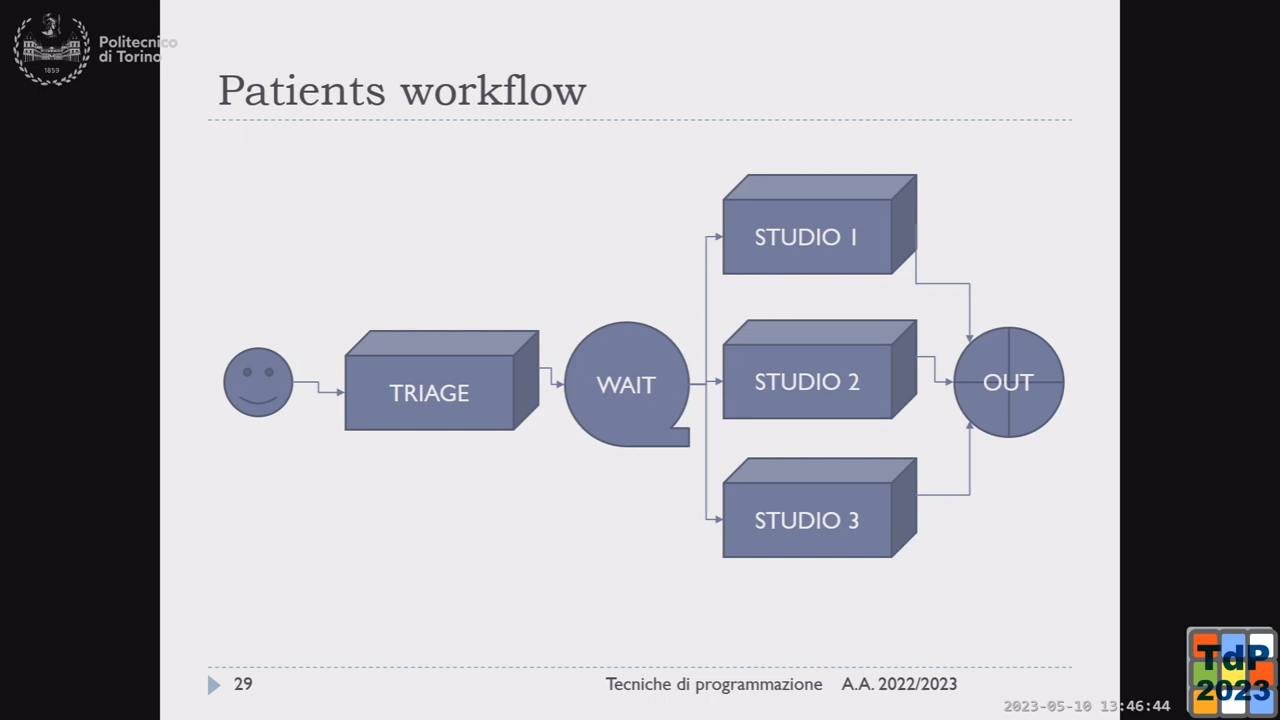 Politecnico
di Torino
1859
Patients workflow
STUDIO 1
STUDIO 2
TRIAGE
WAIT
OUT
STUDIO 3
29
Tecniche di programmazione A.A. 2022/2023
2023-05-10 13:46:44
TdP
2023